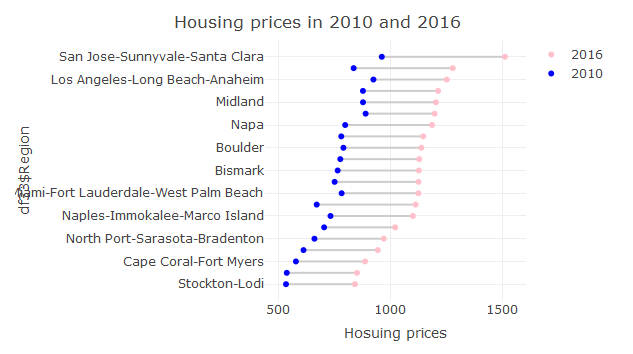 Housing prices in 2010 and 2016
San Jose-Sunnyvale-Santa Clara
Los Angeles-Long Beach-Anaheim
Midland
Napa
Boulder
Bismark
ami-Fort Lauderdale-West Palm Beach
Naples-Immokalee-Marco Island
North Port-Sarasota-Bradenton
Cape Coral-Fort Myers
Stockton-Lodi
500 1000 1500
Hosuing prices
2016
2010